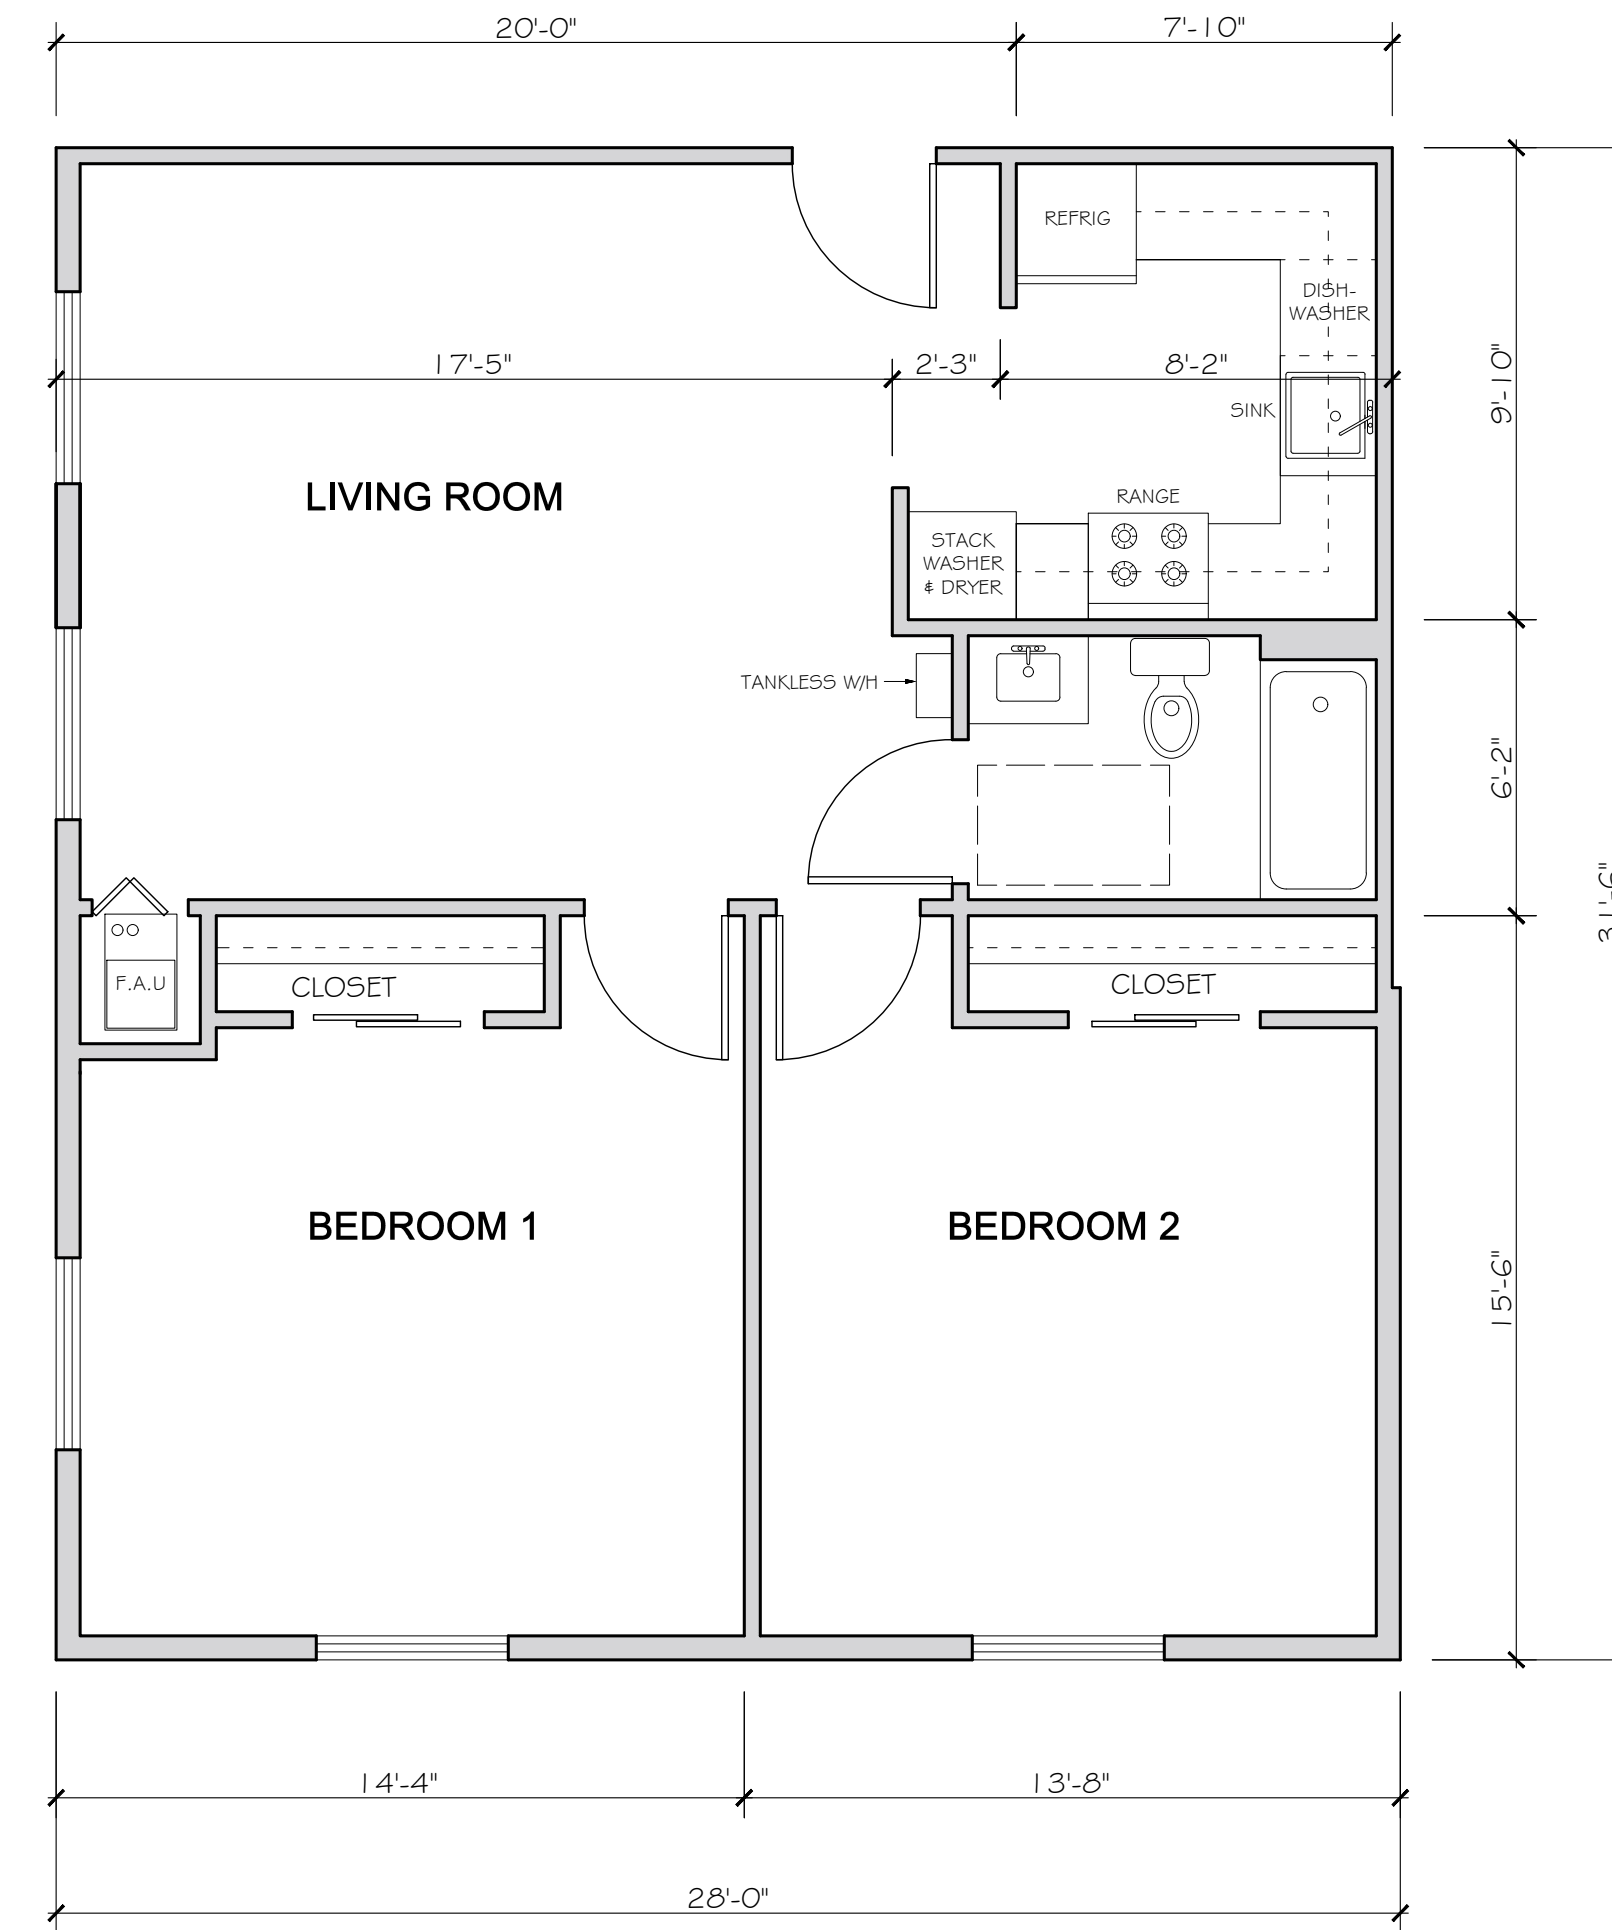 20'-0"
7'-10"
REFRIG
DISH-
WASHER
17'-5"
2'-3"
8'-2"
9'-10"
SINK
LIVING ROOM
RANGE
STACK
WASHER
& DRYER
TANKLESS W/H
6'-2"
31'-6"
F.A.U
CLOSET
CLOSET
BEDROOM 1
BEDROOM 2
15'-6"
14'-4"
13'-8"
28'-0"